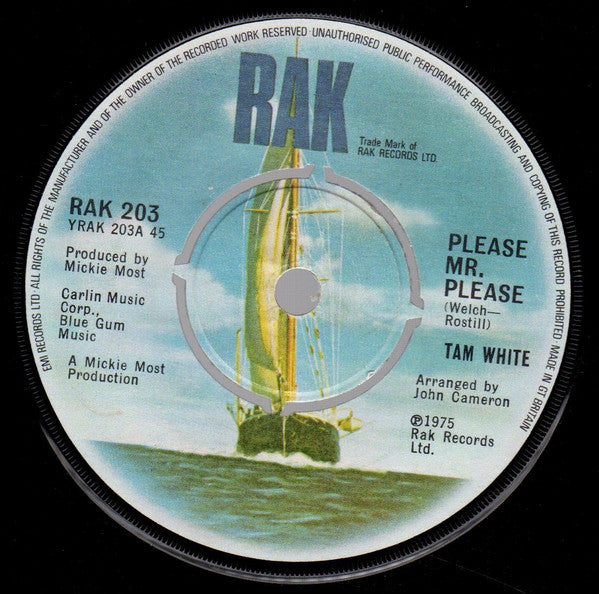 EMI RECORDS LTD · ALL RIGHTS OF THE MANUFACTURER AND OF THE OWNER OF THE RECORDED WORK RESERVED · UNAUTHORISED PUBLIC PERFORMANCE BROADCASTING AND COPYING OF THIS RECORD PROHIBITED MADE IN GT BRITAIN
RAK
Trade Mark of
RAK RECORDS LTD.
RAK 203
YRAK 203A 45
Produced by
Mickie Most
Carlin Music
Corp.,
Blue Gum
Music
A Mickie Most
Production
PLEASE
MR.
PLEASE
(Welch—
Rostill)
TAM WHITE
Arranged by
John Cameron
℗1975
Rak Records
Ltd.